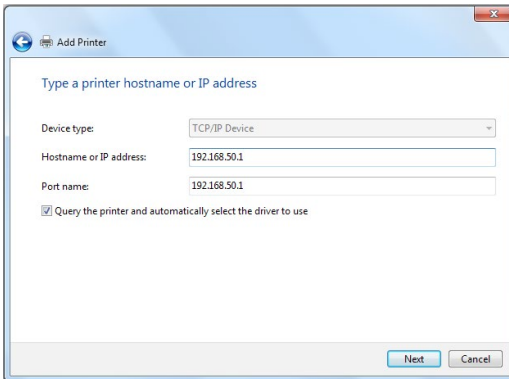 Add Printer
Type a printer hostname or IP address
Device type: TCP/IP Device
Hostname or IP address: 192.168.50.1
Port name: 192.168.50.1
Query the printer and automatically select the driver to use
Next Cancel